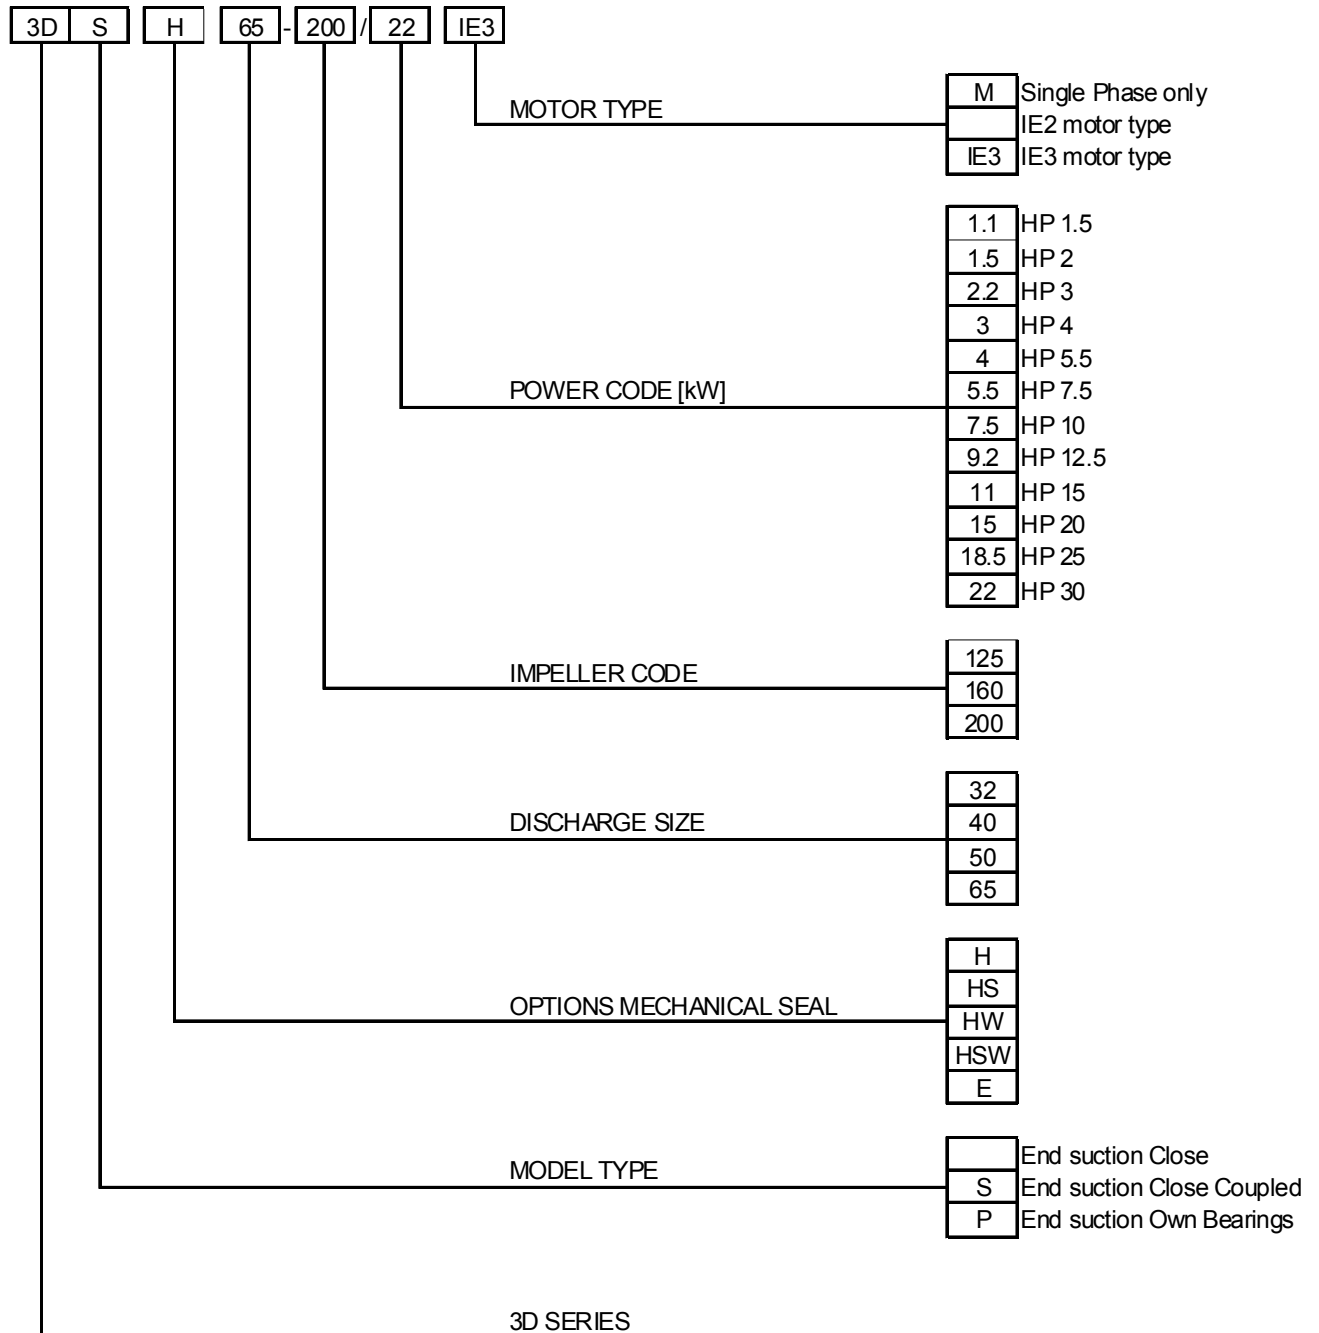 3D S H 65 - 200 / 22 IE3
MOTOR TYPE
M Single Phase only
IE2 motor type
IE3 IE3 motor type
POWER CODE [kW]
1.1 HP 1.5
1.5 HP 2
2.2 HP 3
3 HP 4
4 HP 5.5
5.5 HP 7.5
7.5 HP 10
9.2 HP 12.5
11 HP 15
15 HP 20
18.5 HP 25
22 HP 30
IMPELLER CODE
125
160
200
DISCHARGE SIZE
32
40
50
65
OPTIONS MECHANICAL SEAL
H
HS
HW
HSW
E
MODEL TYPE
End suction Close
S End suction Close Coupled
P End suction Own Bearings
3D SERIES